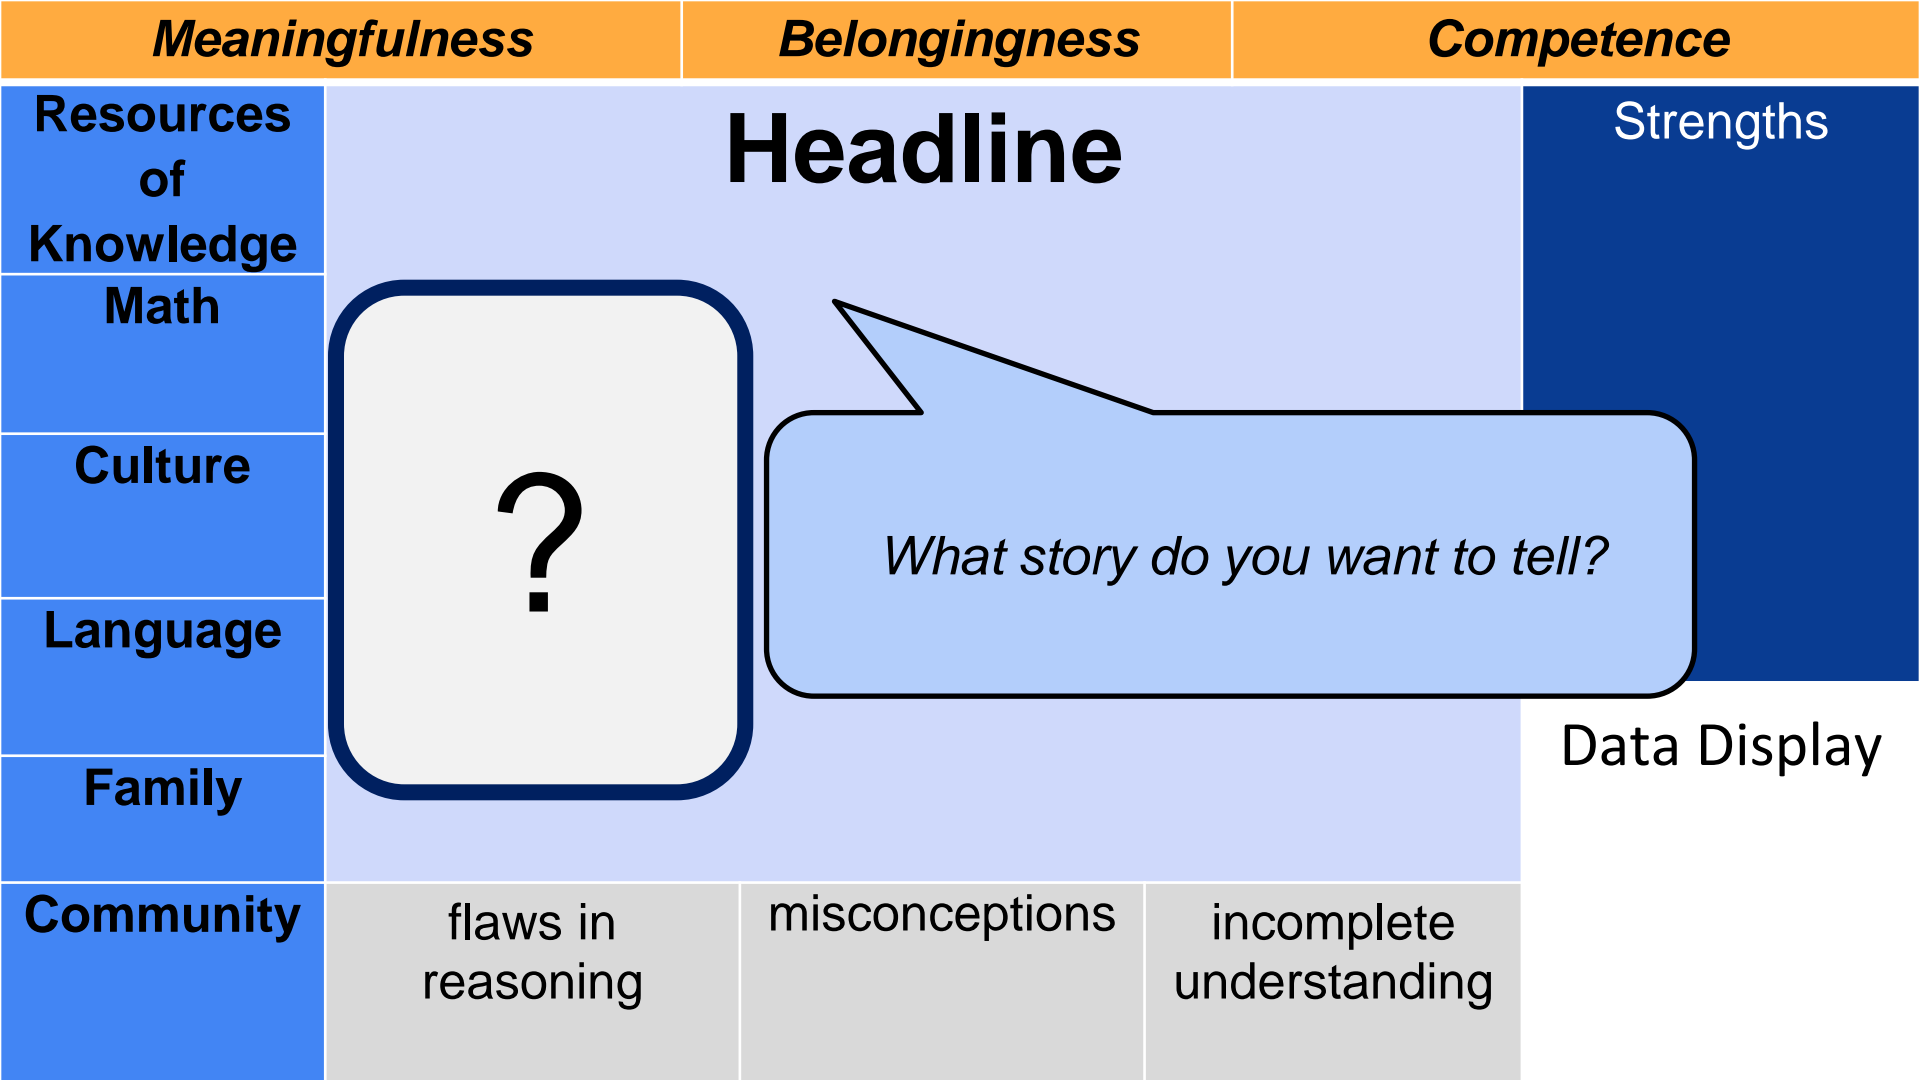 Meaningfulness
Belongingness
Competence
Resources
of
Knowledge
Math
Culture
Language
Family
Community
Headline
?
What story do you want to tell?
Strengths
Data Display
flaws in
reasoning
misconceptions
incomplete
understanding